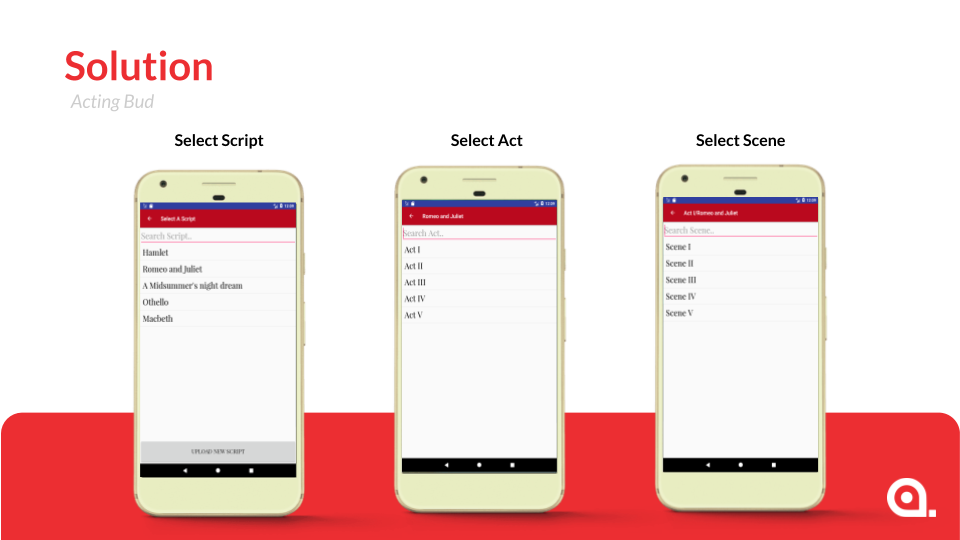 Solution
Acting Bud
Select Script
Select A Script
Search Script..
Hamlet
Romeo and Juliet
A Midsummer's night dream
Othello
Macbeth
UPLOAD NEW SCRIPT
Select Act
12:59
Romeo and Juliet
Search Act..
Act I
Act II
Act III
Act IV
Act V
Select Scene
Act I/Romeo and Juliet
Search Scene..
Scene I
Scene II
Scene III
Scene IV
Scene V
a.